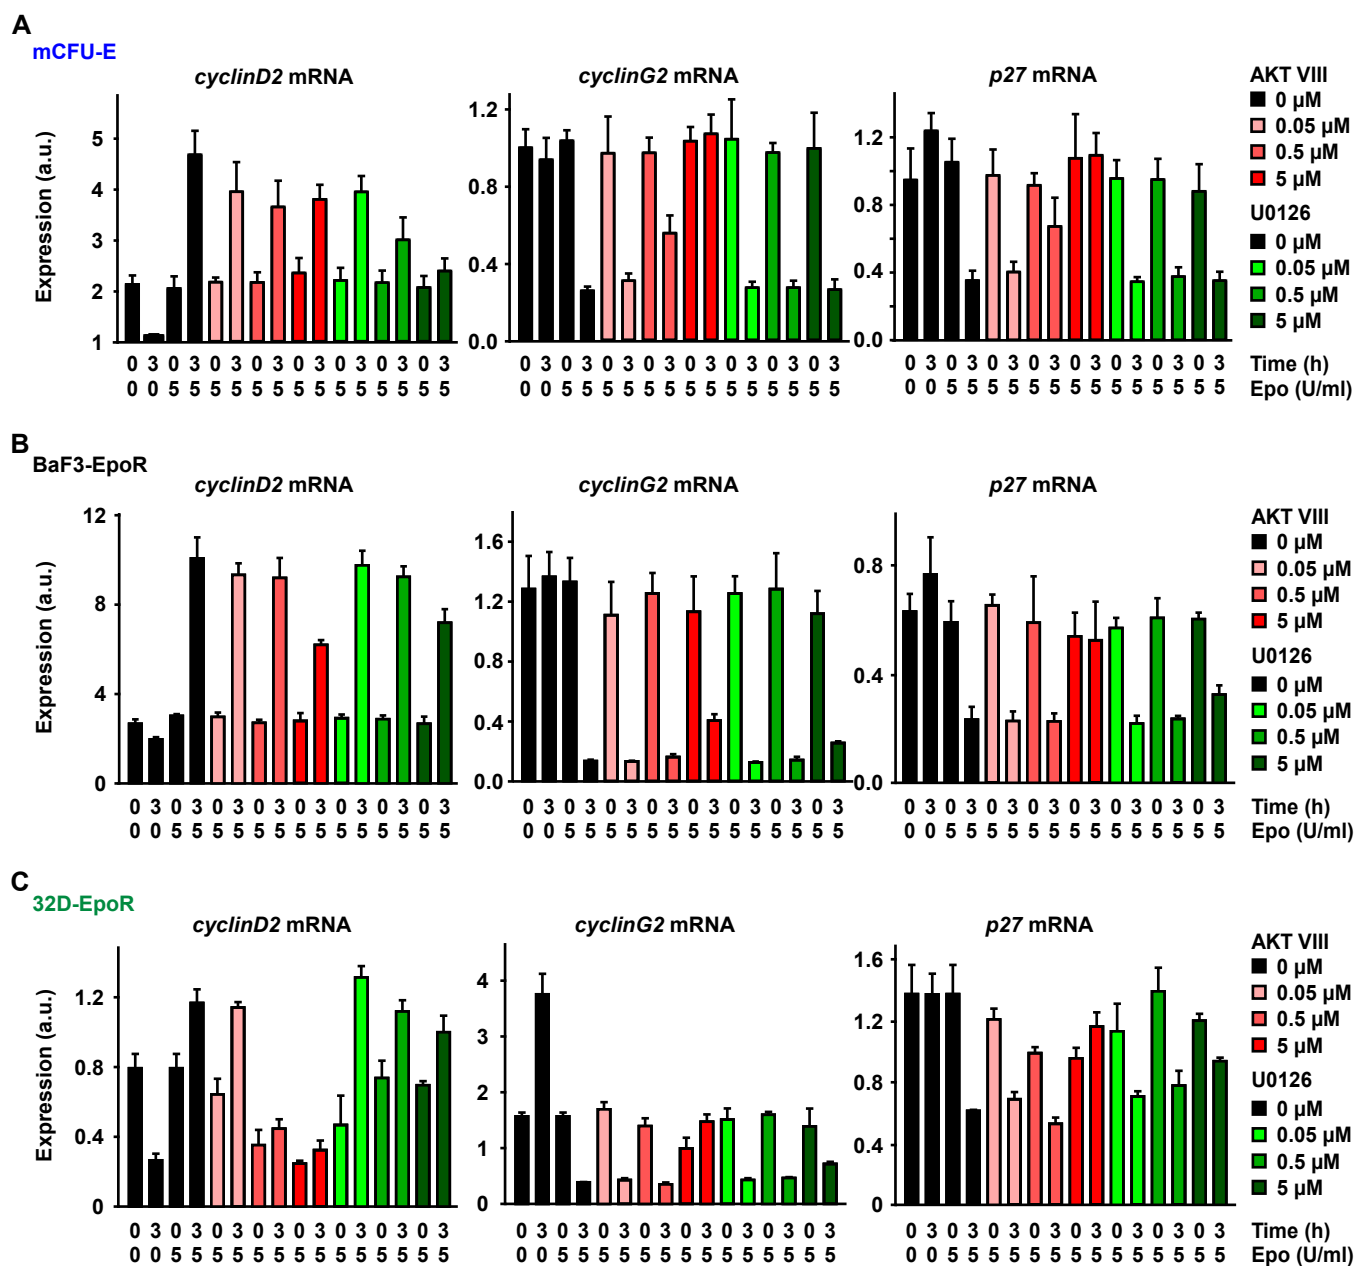 A
mCFU-E
cyclinD2 mRNA
cyclinG2 mRNA
p27 mRNA
Expression (a.u.)
5
4
3
2
1
1.2
0.8
0.4
0.0
1.2
0.8
0.4
0.0
AKT VIII
0 µM
0.05 µM
0.5 µM
5 µM
U0126
0 µM
0.05 µM
0.5 µM
5 µM
0 3 0 3 0 3 0 3 0 3 0 3 0 3 0 3
0 0 5 5 5 5 5 5 5 5 5 5 5 5 5 5
0 3 0 3 0 3 0 3 0 3 0 3 0 3 0 3
0 0 5 5 5 5 5 5 5 5 5 5 5 5 5 5
0 3 0 3 0 3 0 3 0 3 0 3 0 3 0 3
0 0 5 5 5 5 5 5 5 5 5 5 5 5 5 5
Time (h)
Epo (U/ml)
B
BaF3-EpoR
cyclinD2 mRNA
cyclinG2 mRNA
p27 mRNA
Expression (a.u.)
12
9
6
3
0
1.6
1.2
0.8
0.4
0.0
0.8
0.4
0.0
AKT VIII
0 µM
0.05 µM
0.5 µM
5 µM
U0126
0 µM
0.05 µM
0.5 µM
5 µM
0 3 0 3 0 3 0 3 0 3 0 3 0 3 0 3
0 0 5 5 5 5 5 5 5 5 5 5 5 5 5 5
0 3 0 3 0 3 0 3 0 3 0 3 0 3 0 3
0 0 5 5 5 5 5 5 5 5 5 5 5 5 5 5
0 3 0 3 0 3 0 3 0 3 0 3 0 3 0 3
0 0 5 5 5 5 5 5 5 5 5 5 5 5 5 5
Time (h)
Epo (U/ml)
C
32D-EpoR
cyclinD2 mRNA
cyclinG2 mRNA
p27 mRNA
Expression (a.u.)
1.2
0.8
0.4
0
4
3
2
1
0
1.6
1.2
0.8
0.4
0
AKT VIII
0 µM
0.05 µM
0.5 µM
5 µM
U0126
0 µM
0.05 µM
0.5 µM
5 µM
0 3 0 3 0 3 0 3 0 3 0 3 0 3 0 3
0 0 5 5 5 5 5 5 5 5 5 5 5 5 5 5
0 3 0 3 0 3 0 3 0 3 0 3 0 3 0 3
0 0 5 5 5 5 5 5 5 5 5 5 5 5 5 5
0 3 0 3 0 3 0 3 0 3 0 3 0 3 0 3
0 0 5 5 5 5 5 5 5 5 5 5 5 5 5 5
Time (h)
Epo (U/ml)